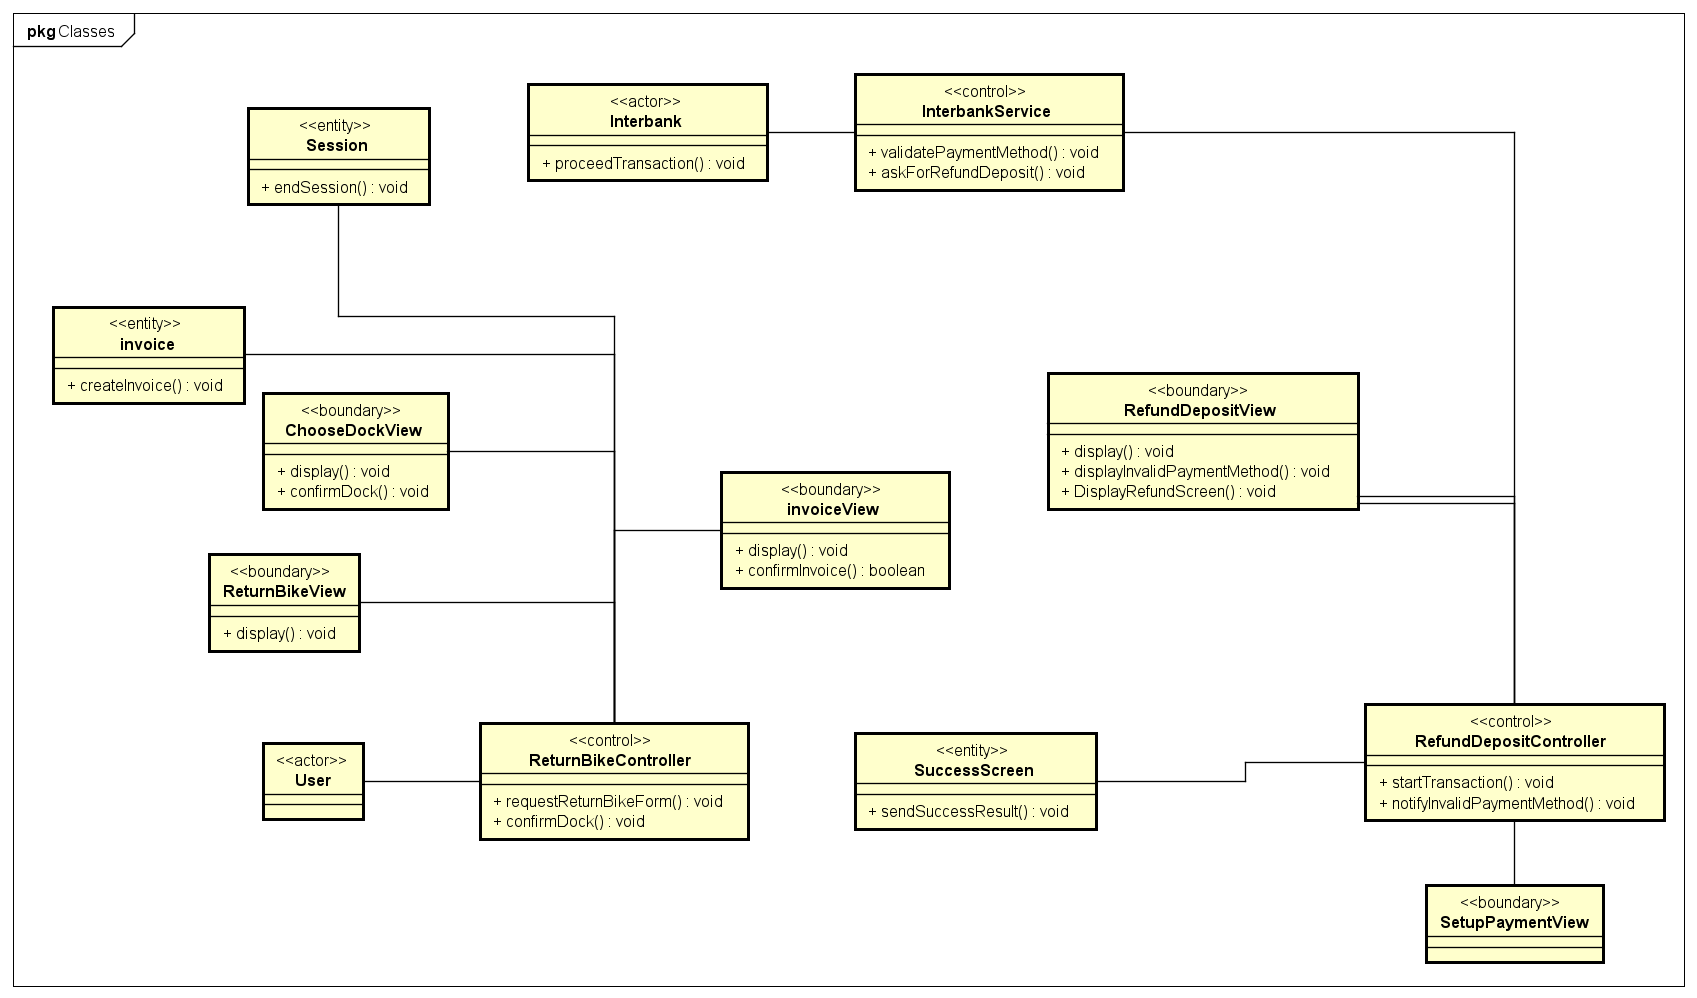 pkg Classes
<<entity>>
Session
+ endSession() : void
<<actor>>
Interbank
+ proceedTransaction() : void
<<control>>
InterbankService
+ validatePaymentMethod() : void
+ askForRefundDeposit() : void
<<entity>>
invoice
+ createInvoice() : void
<<boundary>>
ChooseDockView
+ display() : void
+ confirmDock() : void
<<boundary>>
RefundDepositView
+ display() : void
+ displayInvalidPaymentMethod() : void
+ DisplayRefundScreen() : void
<<boundary>>
invoiceView
+ display() : void
+ confirmInvoice() : boolean
<<boundary>>
ReturnBikeView
+ display() : void
<<actor>>
User
<<control>>
ReturnBikeController
+ requestReturnBikeForm() : void
+ confirmDock() : void
<<entity>>
SuccessScreen
+ sendSuccessResult() : void
<<control>>
RefundDepositController
+ startTransaction() : void
+ notifyInvalidPaymentMethod() : void
<<boundary>>
SetupPaymentView